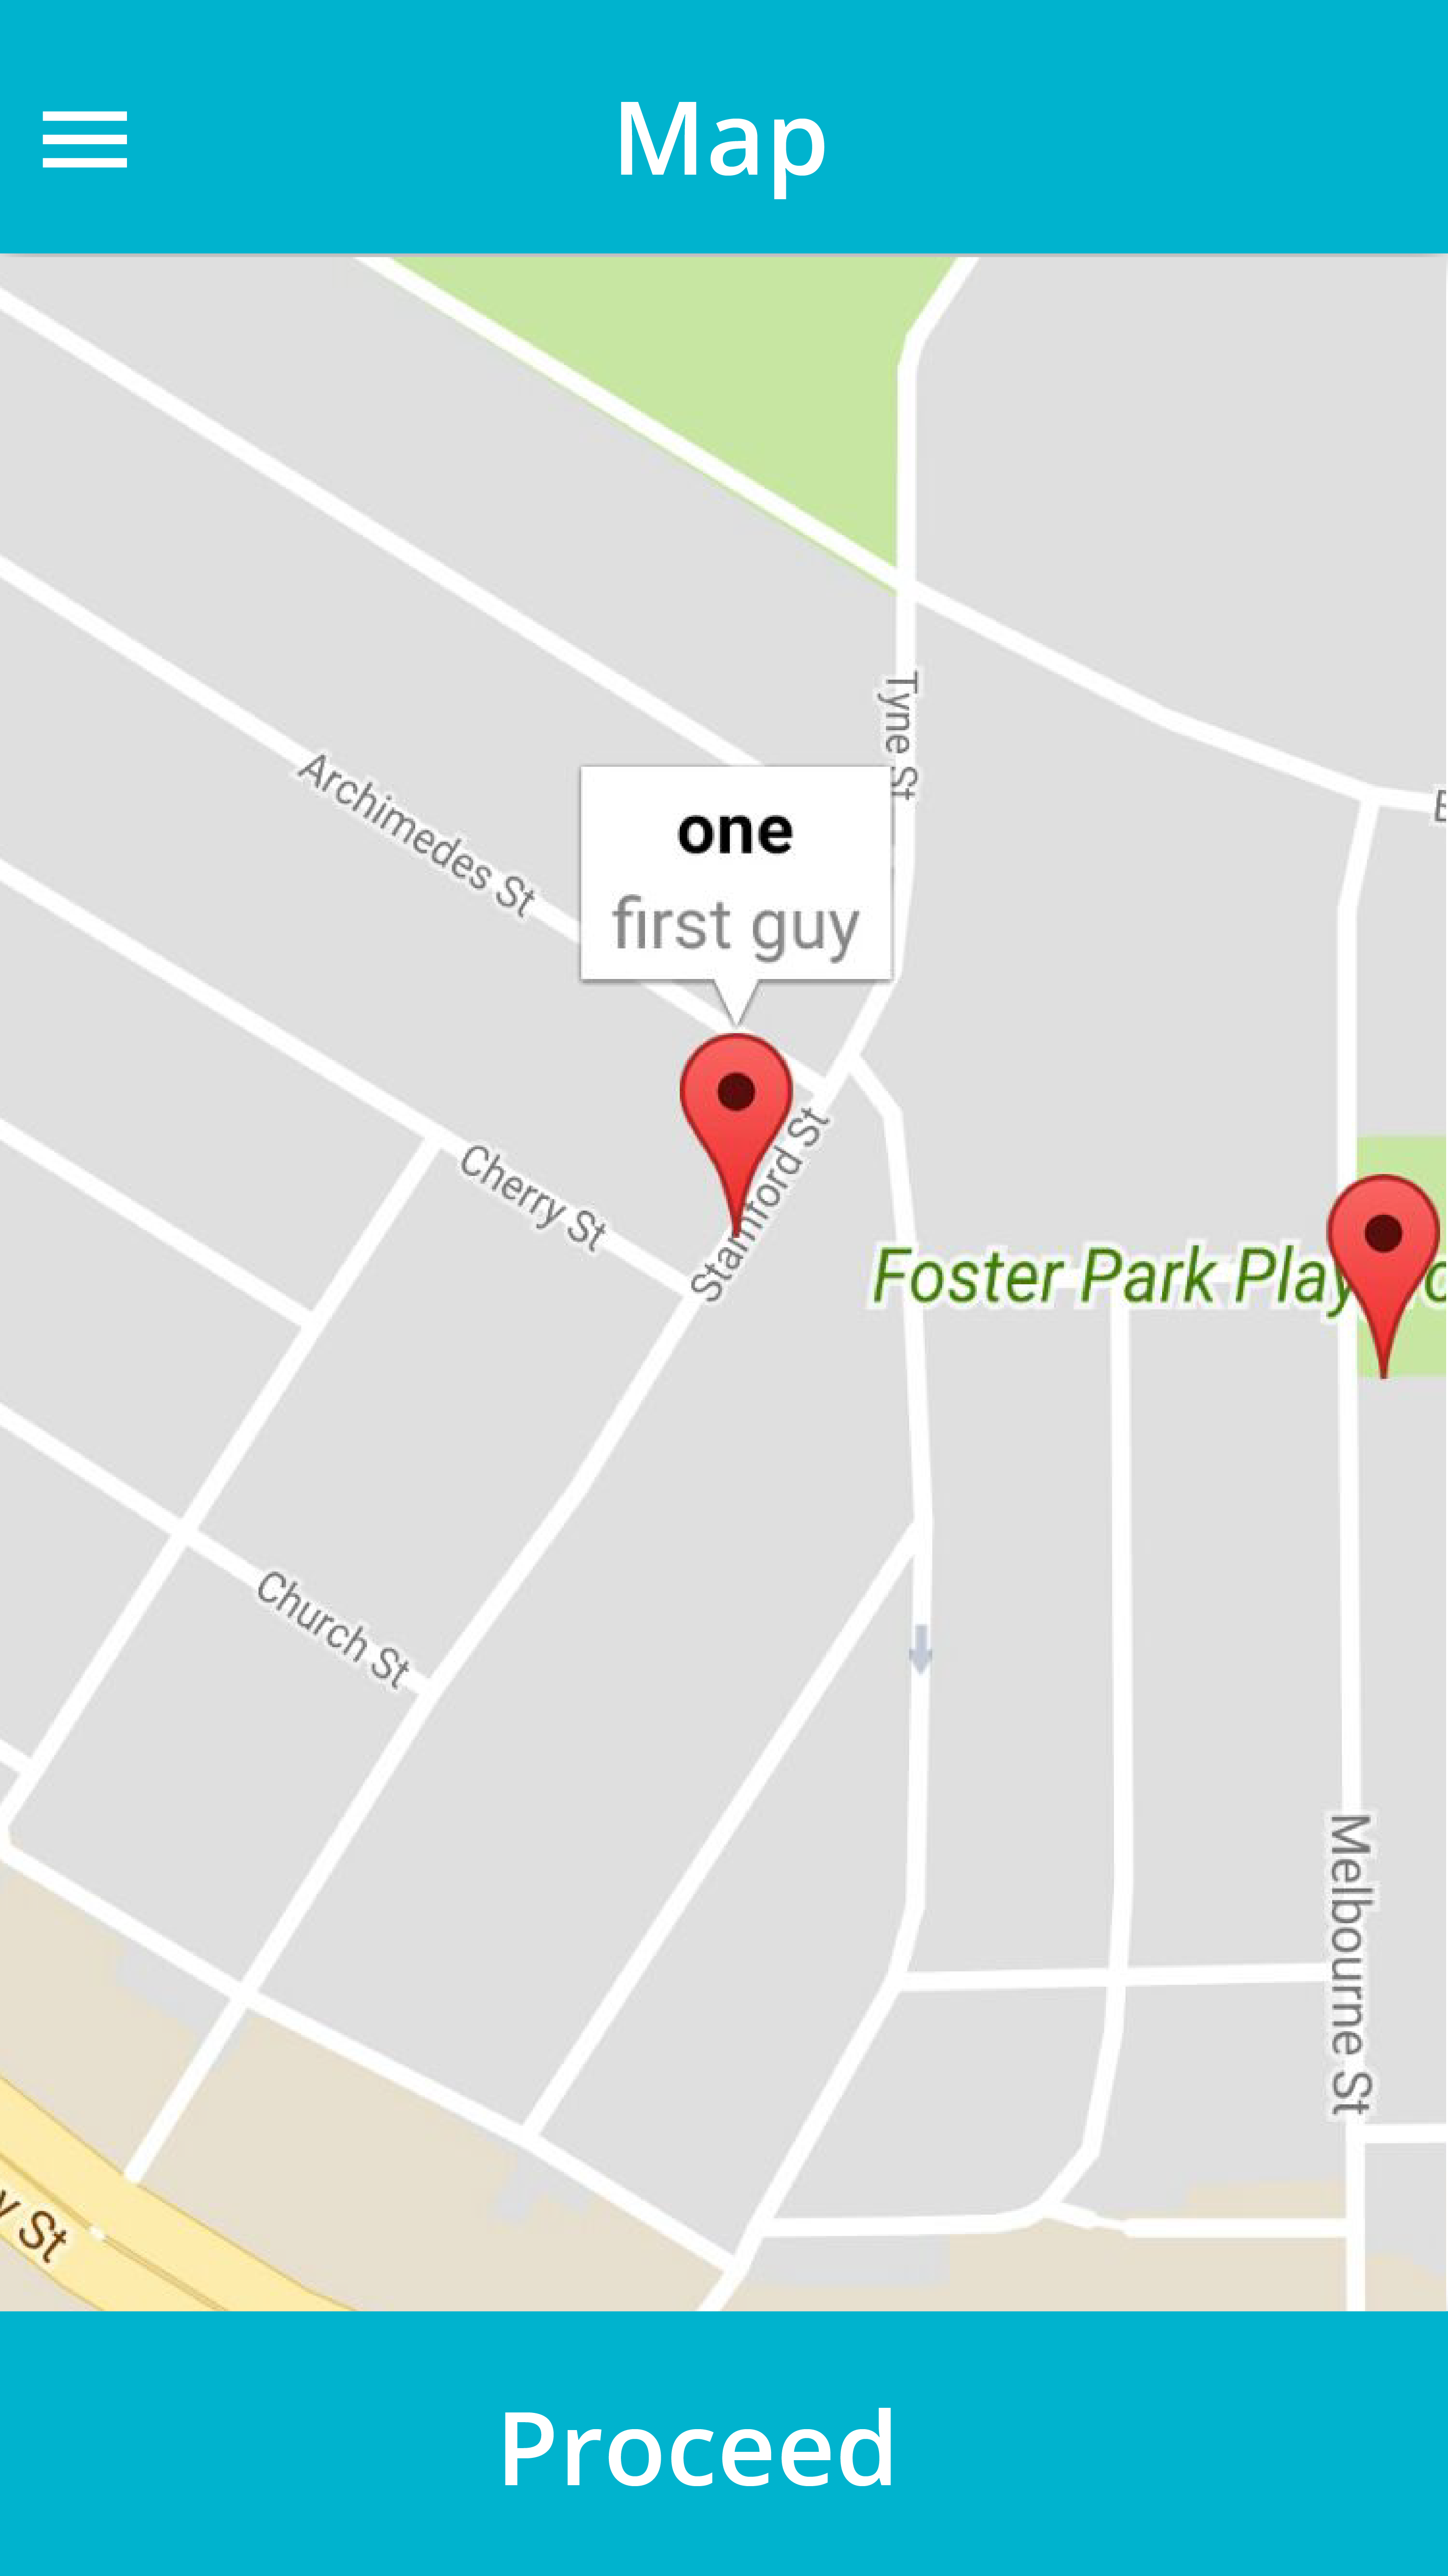 Map
Tyne St
Archimedes St
one
first guy
Cherry St
Stamford St
Foster Park
Church St
Melbourne St
St
Proceed